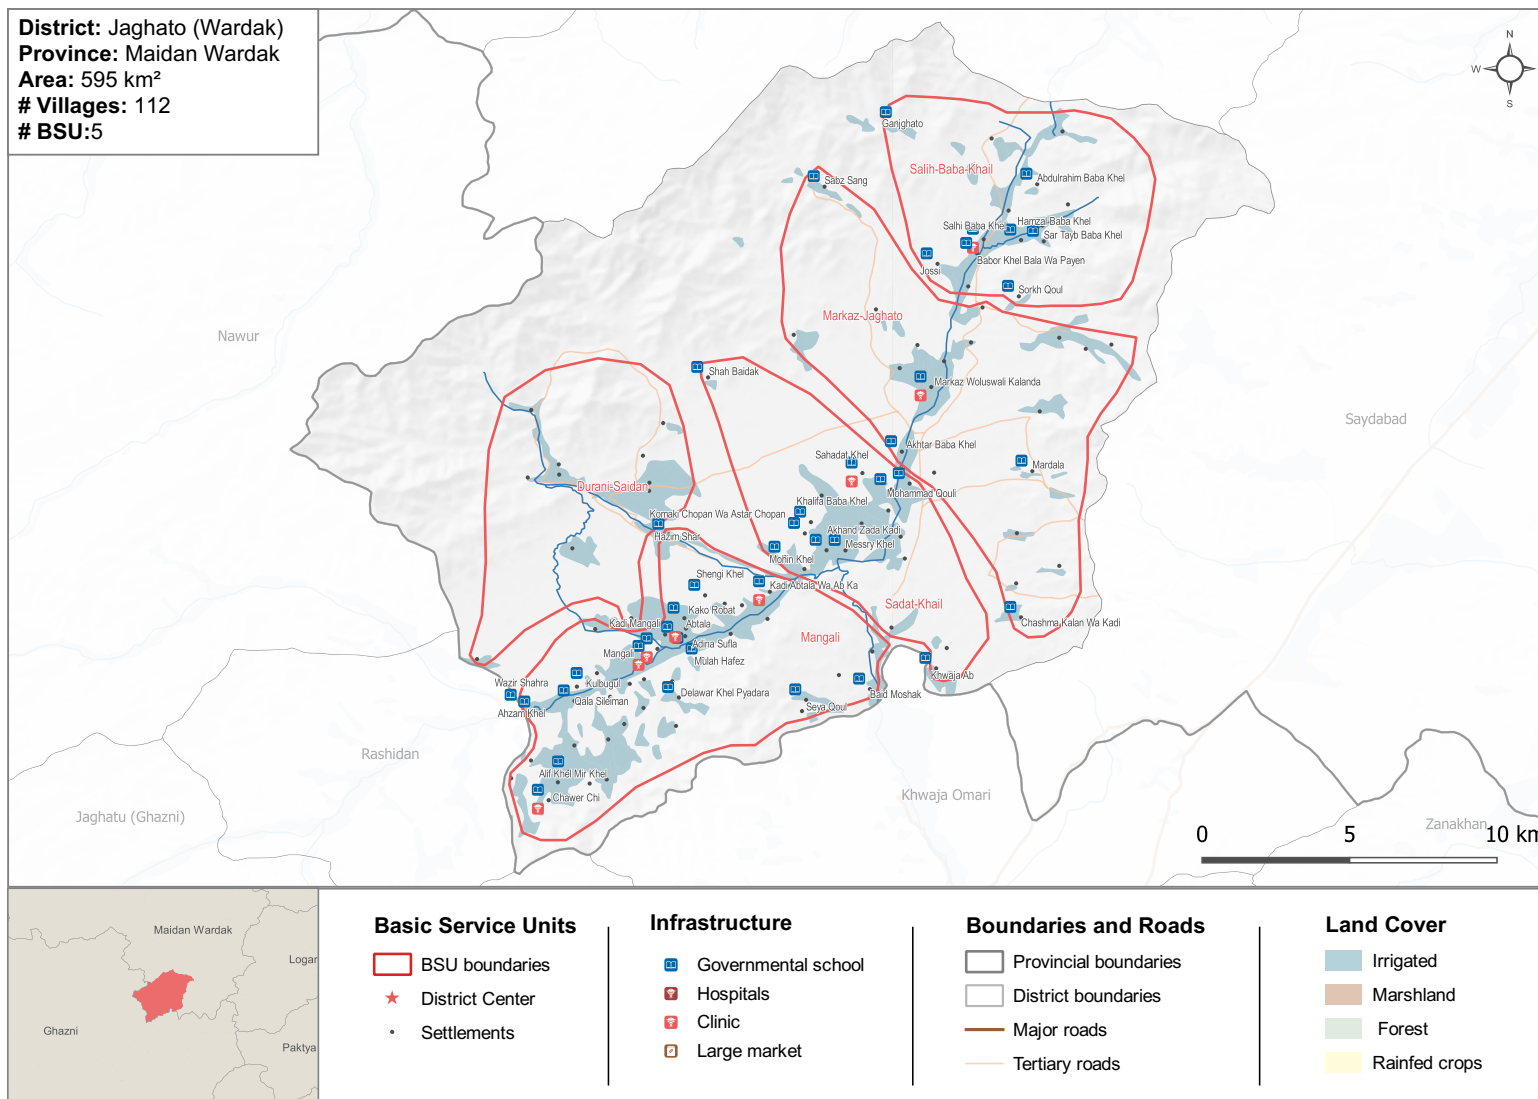 District: Jaghato (Wardak)
Province: Maidan Wardak
Area: 595 km²
# Villages: 112
# BSU:5
N
W
S
Ganjghato
Salih-Baba-Khail
Sabz Sang
Abdulrahim Baba Khel
Salhi Baba Khel
Hamzal Baba Khel
Sar Tayb Baba Khel
Babor Khel Bala Wa Payen
Jossi
Sorkh Qoul
Markaz-Jaghato
Nawur
Shah Baidak
Markaz Woluswali Kalanda
Saydabad
Akhtar Baba Khel
Sahadat Khel
Mardala
Durani-Saidan
Mohammad Qouli
Khalifa Baba Khel
Komaki Chopan Wa Astar Chopan
Akhand Zada Kadi
Hazim Shar
Messry Khel
Momin Khel
Shengi Khel
Kadi Abtala Wa Ab Ka
Sadat-Khail
Kako Robat
Chashma Kalan Wa Kadi
Kadi Mangali
Abtala
Mangali
Adina Sufla
Mangali
Mulah Hafez
Khwaja Ab
Wazir Shahra
Kulbugul
Delawar Khel Pyadara
Baid Moshak
Qala Sileiman
Seya Qoul
Ahzam Khel
Rashidan
Alif Khel Mir Khel
Chawer Chi
Khwaja Omari
Jaghatu (Ghazni)
Zanakhan
0 5 10 km
Maidan Wardak
Logar
Ghazni
Paktya
Basic Service Units
BSU boundaries
District Center
Settlements
Infrastructure
Governmental school
Hospitals
Clinic
Large market
Boundaries and Roads
Provincial boundaries
District boundaries
Major roads
Tertiary roads
Land Cover
Irrigated
Marshland
Forest
Rainfed crops